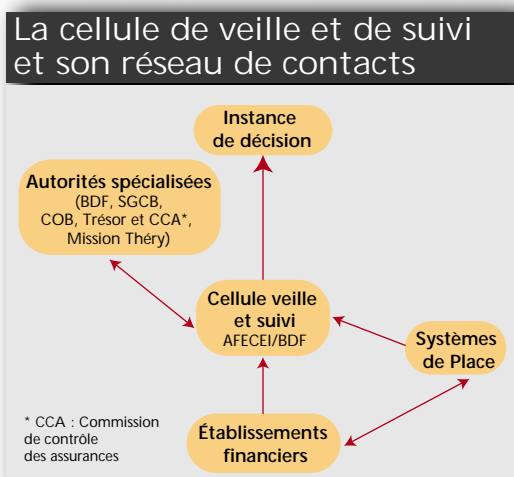 La cellule de veille et de suivi
et son réseau de contacts
Instance
de décision
Autorités spécialisées
(BDF, SGCB,
COB, Trésor et CCA*,
Mission Théry)
Cellule veille
et suivi
AFECEI/BDF
Systèmes
de Place
* CCA : Commission
de contrôle
des assurances
Établissements
financiers